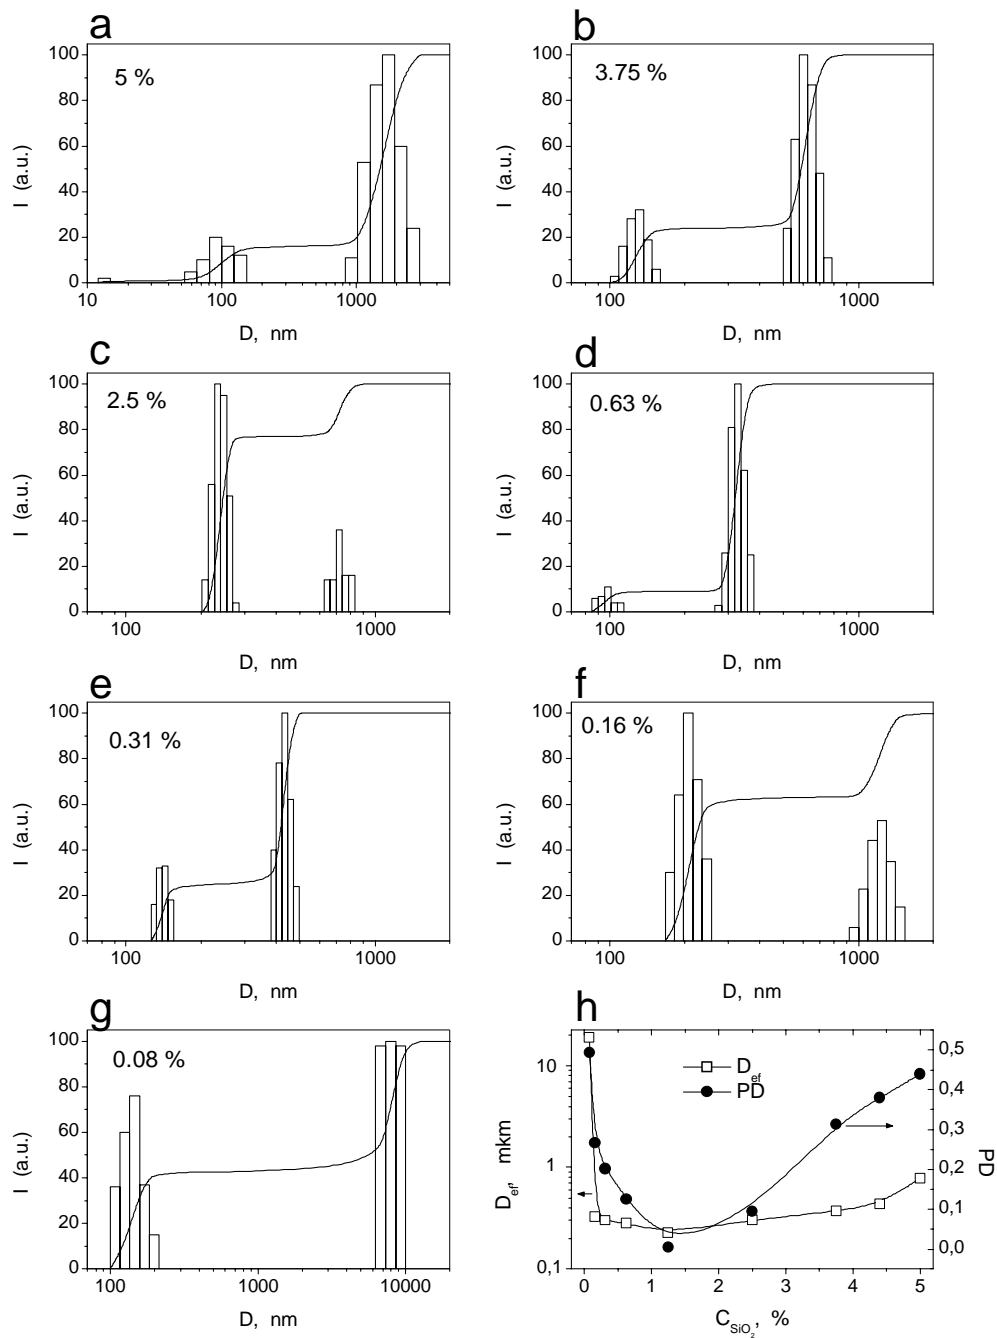 a
5 %
100
80
60
40
20
0
I (a.u.)
10
100
1000
D, nm
b
3.75 %
100
80
60
40
20
0
I (a.u.)
100
1000
D, nm
c
2.5 %
100
80
60
40
20
0
I (a.u.)
100
1000
D, nm
d
0.63 %
100
80
60
40
20
0
I (a.u.)
100
1000
D, nm
e
0.31 %
100
80
60
40
20
0
I (a.u.)
100
1000
D, nm
f
0.16 %
100
80
60
40
20
0
I (a.u.)
100
1000
D, nm
g
0.08 %
100
80
60
40
20
0
I (a.u.)
100
1000
10000
D, nm
h
D_ef
PD
10
1
0,1
D_ef, mkm
0,5
0,4
0,3
0,2
0,1
0,0
PD
0
1
2
3
4
5
C_SiO₂, %